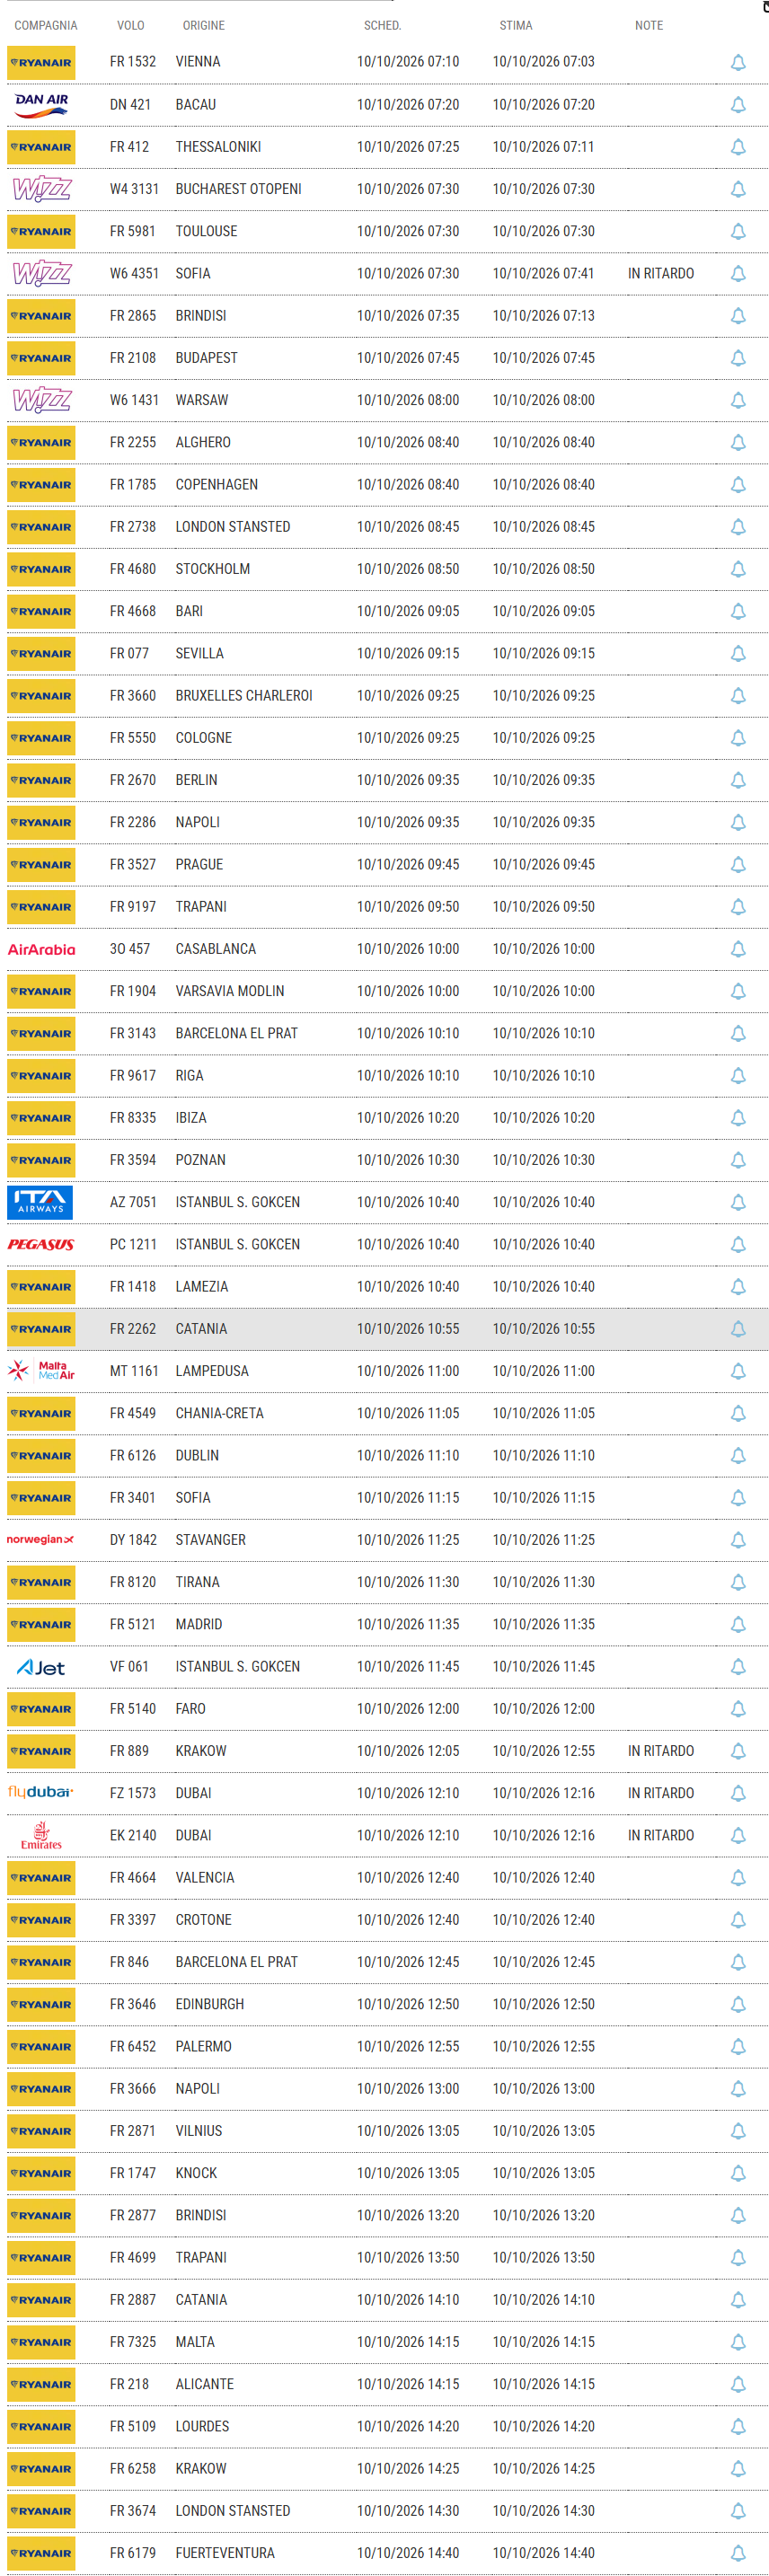 COMPAGNIA VOLO ORIGINE SCHED. STIMA NOTE
RYANAIR FR 1532 VIENNA 10/10/2026 07:10 10/10/2026 07:03
DAN AIR DN 421 BACAU 10/10/2026 07:20 10/10/2026 07:20
RYANAIR FR 412 THESSALONIKI 10/10/2026 07:25 10/10/2026 07:11
WIZZ W4 3131 BUCHAREST OTOPENI 10/10/2026 07:30 10/10/2026 07:30
RYANAIR FR 5981 TOULOUSE 10/10/2026 07:30 10/10/2026 07:30
WIZZ W6 4351 SOFIA 10/10/2026 07:30 10/10/2026 07:41 IN RITARDO
RYANAIR FR 2865 BRINDISI 10/10/2026 07:35 10/10/2026 07:13
RYANAIR FR 2108 BUDAPEST 10/10/2026 07:45 10/10/2026 07:45
WIZZ W6 1431 WARSAW 10/10/2026 08:00 10/10/2026 08:00
RYANAIR FR 2255 ALGHERO 10/10/2026 08:40 10/10/2026 08:40
RYANAIR FR 1785 COPENHAGEN 10/10/2026 08:40 10/10/2026 08:40
RYANAIR FR 2738 LONDON STANSTED 10/10/2026 08:45 10/10/2026 08:45
RYANAIR FR 4680 STOCKHOLM 10/10/2026 08:50 10/10/2026 08:50
RYANAIR FR 4668 BARI 10/10/2026 09:05 10/10/2026 09:05
RYANAIR FR 077 SEVILLA 10/10/2026 09:15 10/10/2026 09:15
RYANAIR FR 3660 BRUXELLES CHARLEROI 10/10/2026 09:25 10/10/2026 09:25
RYANAIR FR 5550 COLOGNE 10/10/2026 09:25 10/10/2026 09:25
RYANAIR FR 2670 BERLIN 10/10/2026 09:35 10/10/2026 09:35
RYANAIR FR 2286 NAPOLI 10/10/2026 09:35 10/10/2026 09:35
RYANAIR FR 3527 PRAGUE 10/10/2026 09:45 10/10/2026 09:45
RYANAIR FR 9197 TRAPANI 10/10/2026 09:50 10/10/2026 09:50
AirArabia 3O 457 CASABLANCA 10/10/2026 10:00 10/10/2026 10:00
RYANAIR FR 1904 VARSAVIA MODLIN 10/10/2026 10:00 10/10/2026 10:00
RYANAIR FR 3143 BARCELONA EL PRAT 10/10/2026 10:10 10/10/2026 10:10
RYANAIR FR 9617 RIGA 10/10/2026 10:10 10/10/2026 10:10
RYANAIR FR 8335 IBIZA 10/10/2026 10:20 10/10/2026 10:20
RYANAIR FR 3594 POZNAN 10/10/2026 10:30 10/10/2026 10:30
ITA AIRWAYS AZ 7051 ISTANBUL S. GOKCEN 10/10/2026 10:40 10/10/2026 10:40
PEGASUS PC 1211 ISTANBUL S. GOKCEN 10/10/2026 10:40 10/10/2026 10:40
RYANAIR FR 1418 LAMEZIA 10/10/2026 10:40 10/10/2026 10:40
RYANAIR FR 2262 CATANIA 10/10/2026 10:55 10/10/2026 10:55
Malta MedAir MT 1161 LAMPEDUSA 10/10/2026 11:00 10/10/2026 11:00
RYANAIR FR 4549 CHANIA-CRETA 10/10/2026 11:05 10/10/2026 11:05
RYANAIR FR 6126 DUBLIN 10/10/2026 11:10 10/10/2026 11:10
RYANAIR FR 3401 SOFIA 10/10/2026 11:15 10/10/2026 11:15
norwegian DY 1842 STAVANGER 10/10/2026 11:25 10/10/2026 11:25
RYANAIR FR 8120 TIRANA 10/10/2026 11:30 10/10/2026 11:30
RYANAIR FR 5121 MADRID 10/10/2026 11:35 10/10/2026 11:35
AJet VF 061 ISTANBUL S. GOKCEN 10/10/2026 11:45 10/10/2026 11:45
RYANAIR FR 5140 FARO 10/10/2026 12:00 10/10/2026 12:00
RYANAIR FR 889 KRAKOW 10/10/2026 12:05 10/10/2026 12:55 IN RITARDO
flydubai FZ 1573 DUBAI 10/10/2026 12:10 10/10/2026 12:16 IN RITARDO
Emirates EK 2140 DUBAI 10/10/2026 12:10 10/10/2026 12:16 IN RITARDO
RYANAIR FR 4664 VALENCIA 10/10/2026 12:40 10/10/2026 12:40
RYANAIR FR 3397 CROTONE 10/10/2026 12:40 10/10/2026 12:40
RYANAIR FR 846 BARCELONA EL PRAT 10/10/2026 12:45 10/10/2026 12:45
RYANAIR FR 3646 EDINBURGH 10/10/2026 12:50 10/10/2026 12:50
RYANAIR FR 6452 PALERMO 10/10/2026 12:55 10/10/2026 12:55
RYANAIR FR 3666 NAPOLI 10/10/2026 13:00 10/10/2026 13:00
RYANAIR FR 2871 VILNIUS 10/10/2026 13:05 10/10/2026 13:05
RYANAIR FR 1747 KNOCK 10/10/2026 13:05 10/10/2026 13:05
RYANAIR FR 2877 BRINDISI 10/10/2026 13:20 10/10/2026 13:20
RYANAIR FR 4699 TRAPANI 10/10/2026 13:50 10/10/2026 13:50
RYANAIR FR 2887 CATANIA 10/10/2026 14:10 10/10/2026 14:10
RYANAIR FR 7325 MALTA 10/10/2026 14:15 10/10/2026 14:15
RYANAIR FR 218 ALICANTE 10/10/2026 14:15 10/10/2026 14:15
RYANAIR FR 5109 LOURDES 10/10/2026 14:20 10/10/2026 14:20
RYANAIR FR 6258 KRAKOW 10/10/2026 14:25 10/10/2026 14:25
RYANAIR FR 3674 LONDON STANSTED 10/10/2026 14:30 10/10/2026 14:30
RYANAIR FR 6179 FUERTEVENTURA 10/10/2026 14:40 10/10/2026 14:40